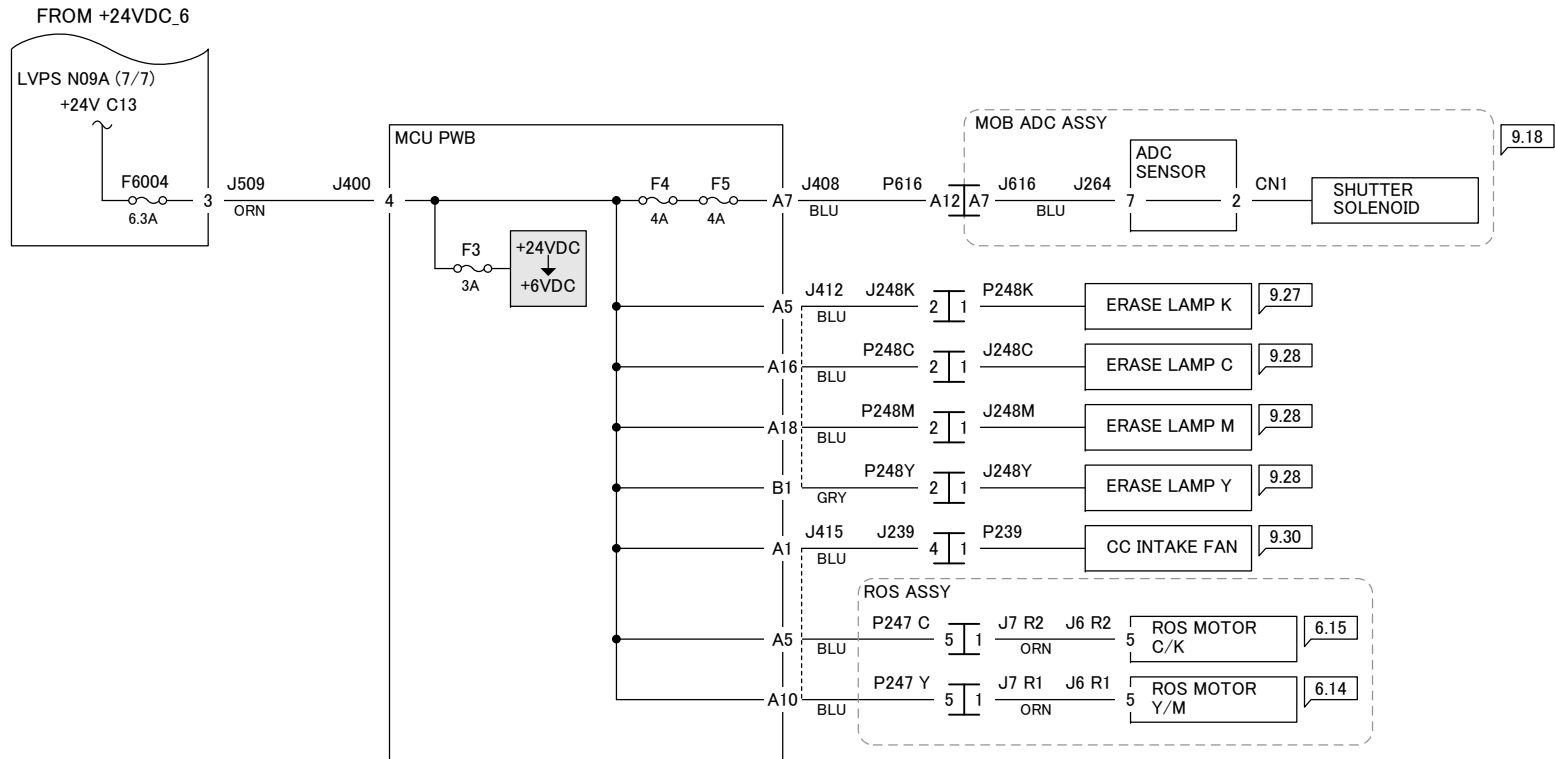 FROM +24VDC_6
LVPS N09A (7/7)
+24V C13
F6004
6.3A
3
J509
ORN
J400
4
MCU PWB
F3
3A
+24VDC
+6VDC
F4
4A
F5
4A
A7
J408
BLU
P616
A12
A7
MOB ADC ASSY
J616
BLU
J264
ADC
SENSOR
7
2
CN1
SHUTTER
SOLENOID
9.18
A5
J412
BLU
J248K
2
1
P248K
ERASE LAMP K
9.27
A16
BLU
P248C
2
1
J248C
ERASE LAMP C
9.28
A18
BLU
P248M
2
1
J248M
ERASE LAMP M
9.28
B1
GRY
P248Y
2
1
J248Y
ERASE LAMP Y
9.28
A1
J415
BLU
J239
4
1
P239
CC INTAKE FAN
9.30
ROS ASSY
A5
BLU
P247 C
5
1
J7 R2
ORN
J6 R2
5
ROS MOTOR
C/K
6.15
A10
BLU
P247 Y
5
1
J7 R1
ORN
J6 R1
5
ROS MOTOR
Y/M
6.14